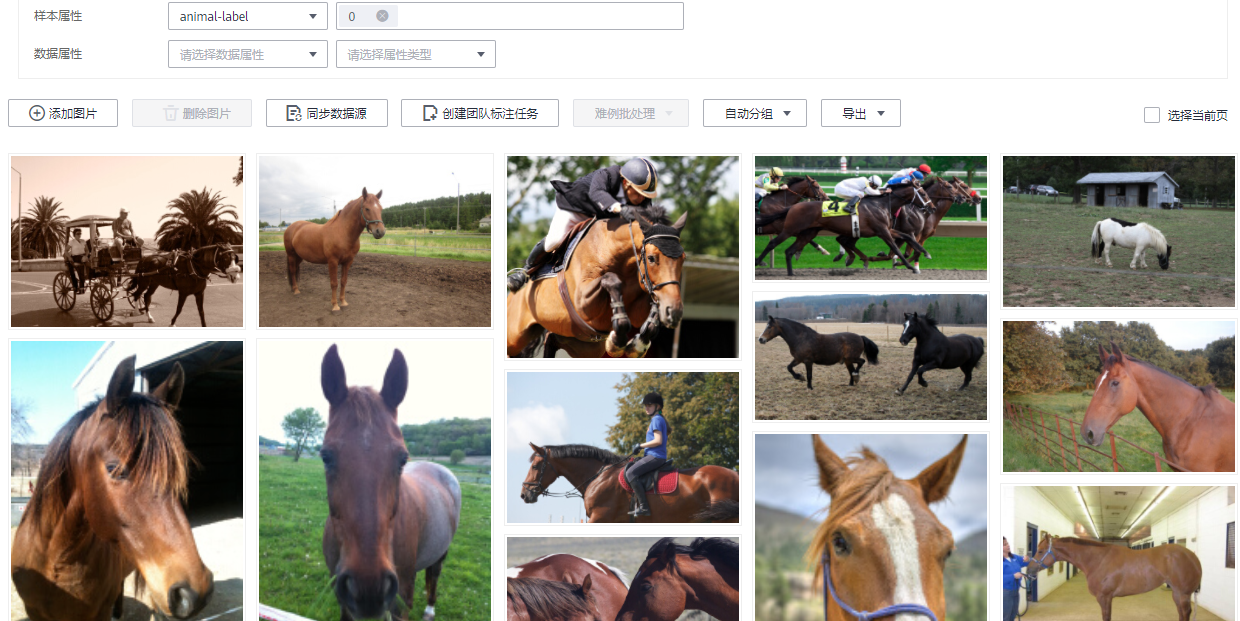 样本属性 animal-label 0
数据属性 请选择数据属性 请选择属性类型
添加图片 删除图片 同步数据源 创建团队标注任务 难例批处理 自动分组 导出 选择当前页
4